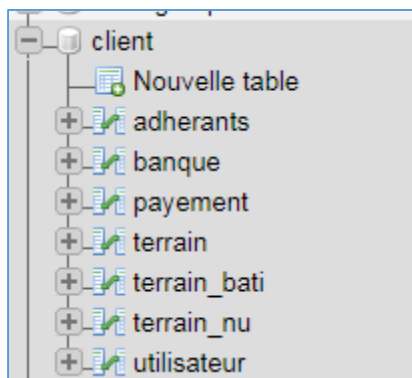 client
Nouvelle table
adherants
banque
payement
terrain
terrain_bati
terrain_nu
utilisateur